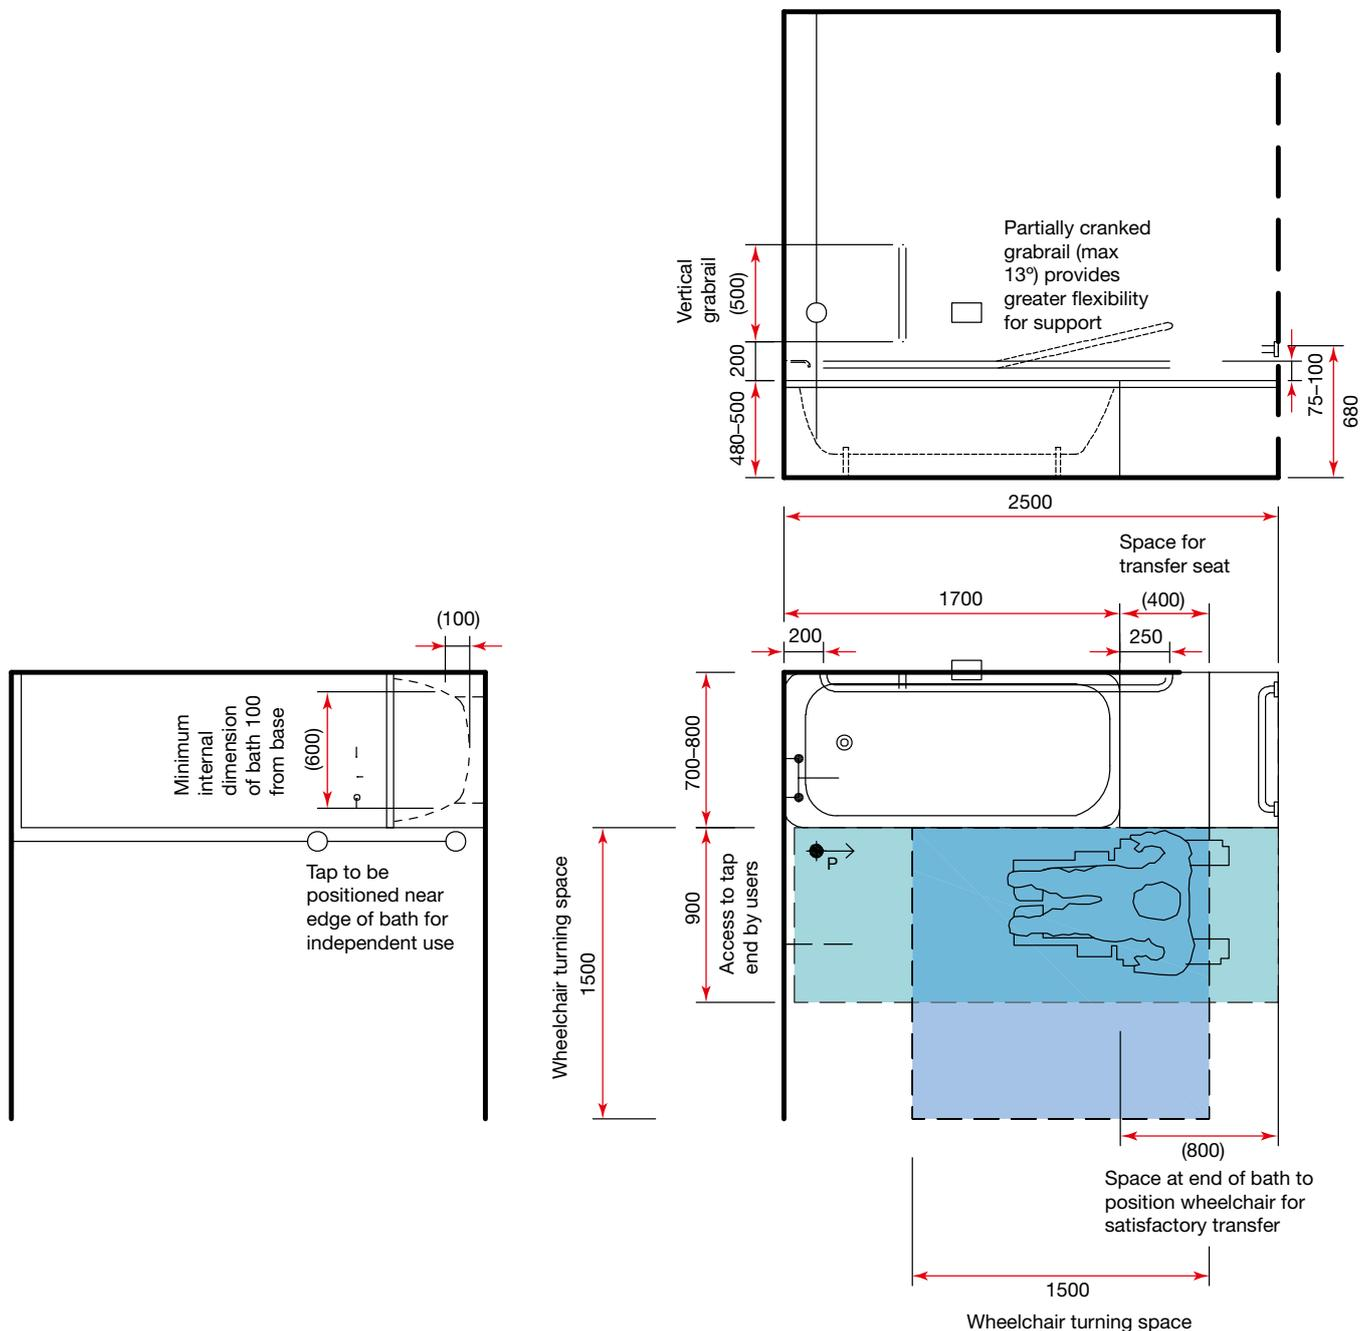 Partially cranked
grabrail (max
13º) provides
greater flexibility
for support
Vertical
grabrail
(500)
200
480–500
75–100
680
2500
Space for
transfer seat
1700
(400)
200
250
(100)
Minimum
internal
dimension
of bath 100
from base
(600)
Tap to be
positioned near
edge of bath for
independent use
700–800
900
Access to tap
end by users
P
Wheelchair turning space
1500
(800)
Space at end of bath to
position wheelchair for
satisfactory transfer
1500
Wheelchair turning space